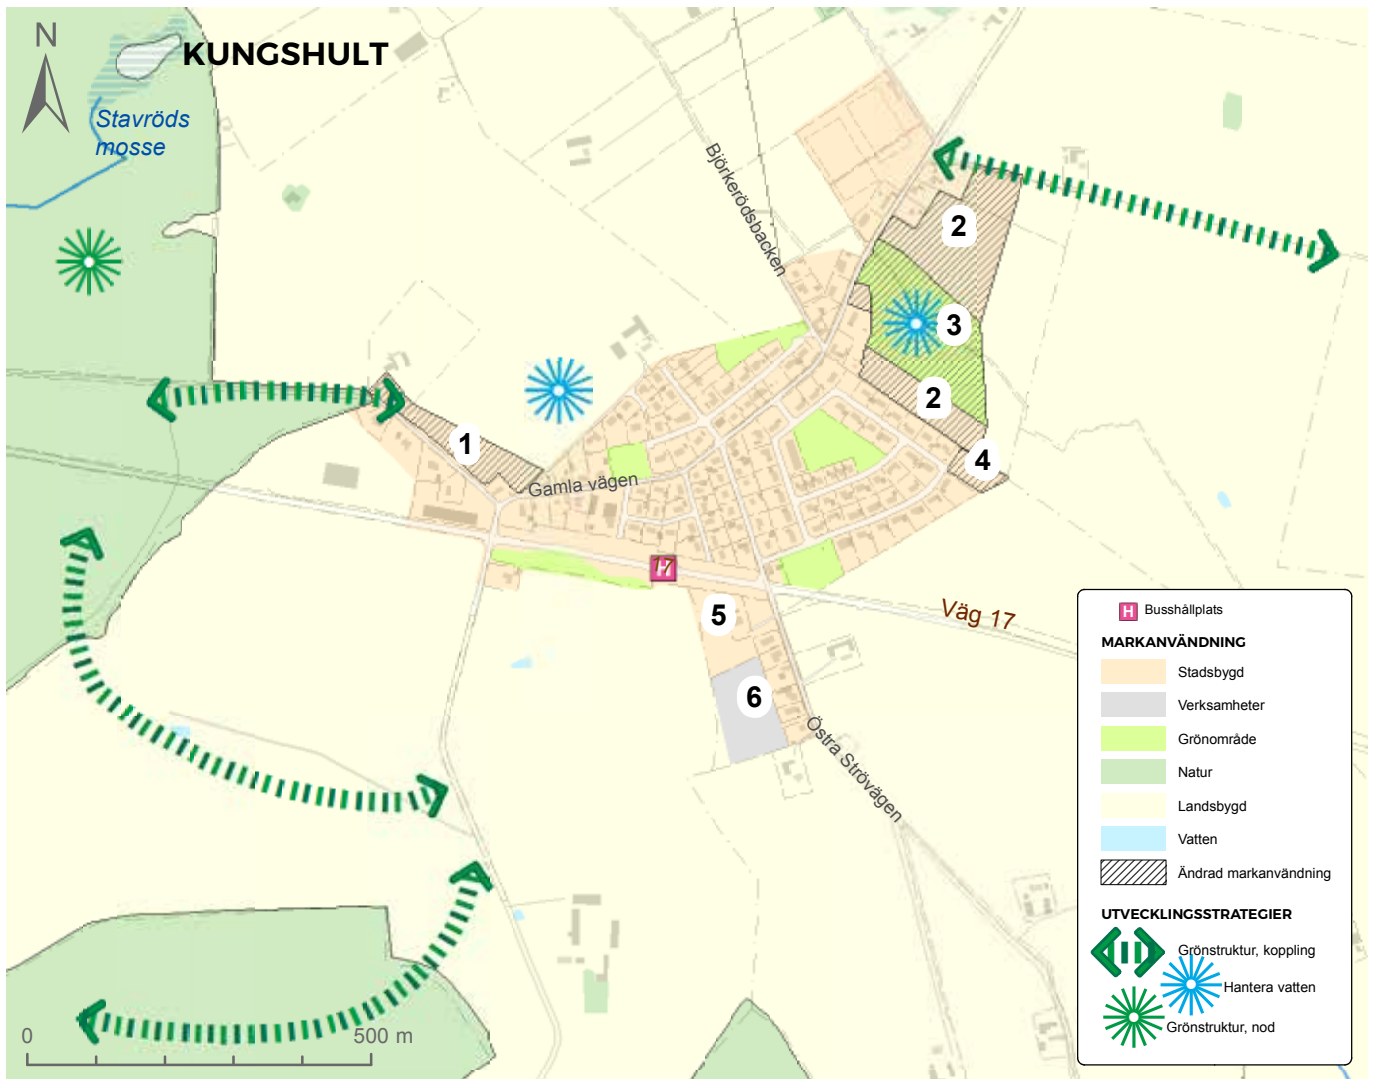 N
KUNGSHULT
Stavröds
mosse
Björkerödsbacken
2
3
2
1
4
Gamla vägen
H
17
5
Väg 17
6
Östra Strövägen
0
500 m
H
Busshållplats
MARKANVÄNDNING
Stadsbygd
Verksamheter
Grönområde
Natur
Landsbygd
Vatten
Ändrad markanvändning
UTVECKLINGSSTRATEGIER
Grönstruktur, koppling
Hantera vatten
Grönstruktur, nod